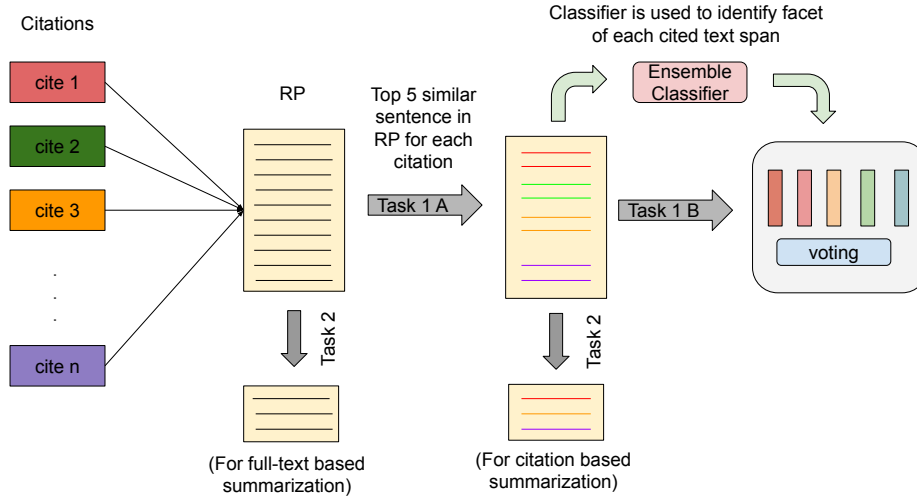 Citations
cite 1
cite 2
cite 3
.
.
.
cite n
RP
Top 5 similar
sentence in
RP for each
citation
Task 1 A
Task 2
(For full-text based
summarization)
Classifier is used to identify facet
of each cited text span
Ensemble
Classifier
Task 1 B
voting
Task 2
(For citation based
summarization)